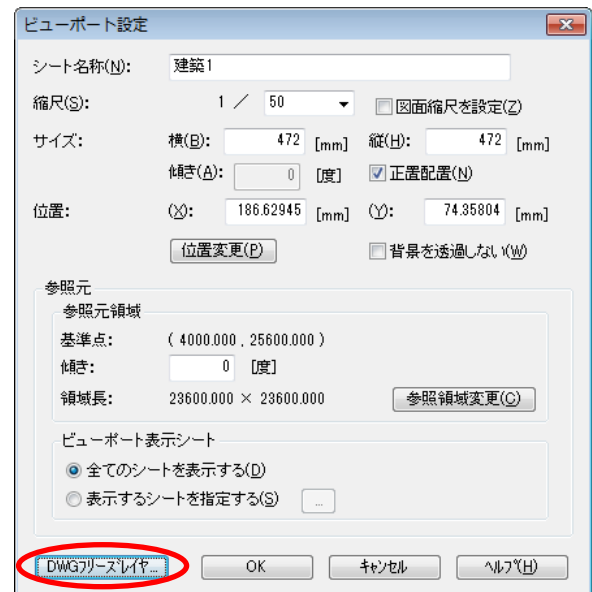 ビューポート設定
シート名称(N): 建築1
縮尺(S): 1 ／ 50 図面縮尺を設定(Z)
サイズ: 横(B): 472 [mm] 縦(H): 472 [mm]
傾き(A): 0 [度] 正置配置(N)
位置: (X): 186.62945 [mm] (Y): 74.35804 [mm]
位置変更(P) 背景を透過しない(W)
参照元
参照元領域
基準点: ( 4000.000 , 25600.000 )
傾き: 0 [度]
領域長: 23600.000 × 23600.000 参照領域変更(C)
ビューポート表示シート
全てのシートを表示する(D)
表示するシートを指定する(S) ...
DWGﾌﾘｰｽﾞﾚｲﾔ... OK ｷｬﾝｾﾙ ﾍﾙﾌﾟ(H)